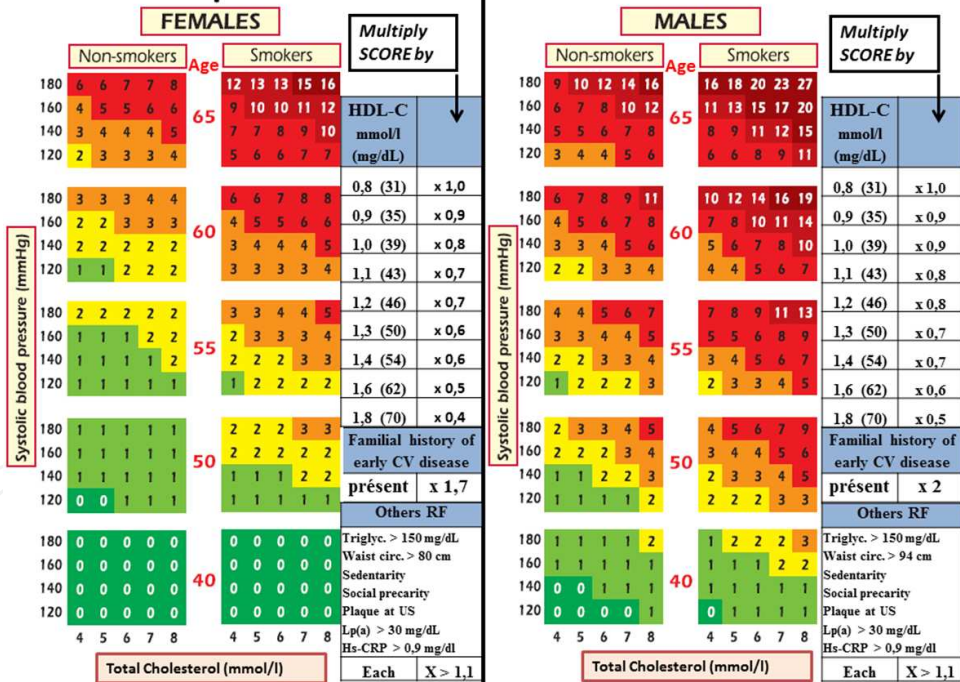 FEMALES
Multiply
SCORE by
Non-smokers Age Smokers
180 6 6 7 7 8 12 13 13 15 16
160 4 5 5 6 6 9 10 10 11 12
65
140 3 4 4 4 5 7 7 8 9 10
120 2 3 3 3 4 5 6 6 7 7
180 3 3 3 4 4 6 6 7 8 8
160 2 2 3 3 3 4 5 5 6 6
60
140 2 2 2 2 2 3 4 4 4 5
120 1 1 2 2 2 3 3 3 3 4
180 2 2 2 2 2 3 3 4 4 5
160 1 1 1 2 2 2 3 3 3 4
55
140 1 1 1 1 2 2 2 2 3 3
120 1 1 1 1 1 1 2 2 2 2
180 1 1 1 1 1 2 2 2 3 3
160 1 1 1 1 1 2 2 2 2 2
50
140 1 1 1 1 1 1 1 1 2 2
120 0 0 1 1 1 1 1 1 1 1
180 0 0 0 0 0 0 0 0 0 0
160 0 0 0 0 0 0 0 0 0 0
40
140 0 0 0 0 0 0 0 0 0 0
120 0 0 0 0 0 0 0 0 0 0
4 5 6 7 8
Systolic blood pressure (mmHg)
Total Cholesterol (mmol/l)
HDL-C
mmol/l
(mg/dL)
0,8 (31) x 1,0
0,9 (35) x 0,9
1,0 (39) x 0,8
1,1 (43) x 0,7
1,2 (46) x 0,7
1,3 (50) x 0,6
1,4 (54) x 0,6
1,6 (62) x 0,5
1,8 (70) x 0,4
Familial history of
early CV disease
présent x 1,7
Others RF
Triglyc. > 150 mg/dL
Waist circ. > 80 cm
Sedentarity
Social precarity
Plaque at US
Lp(a) > 30 mg/dL
Hs-CRP > 0,9 mg/dl
Each X > 1,1
MALES
Multiply
SCORE by
Non-smokers Age Smokers
180 9 10 12 14 16 16 18 20 23 27
160 6 7 8 10 12 11 13 15 17 20
65
140 5 5 6 7 8 8 9 11 12 15
120 3 4 4 5 6 6 6 8 9 11
180 6 7 8 9 11 10 12 14 16 19
160 4 5 6 7 8 7 8 10 11 14
60
140 3 3 4 5 6 5 6 7 8 10
120 2 2 3 3 4 4 4 5 6 7
180 4 4 5 6 7 7 8 9 11 13
160 3 3 4 4 5 5 5 6 8 9
55
140 2 2 3 3 4 3 4 5 6 7
120 1 2 2 2 3 2 3 3 4 5
180 2 3 3 4 5 4 5 6 7 9
160 2 2 2 3 4 3 4 4 5 6
50
140 1 1 2 2 3 2 3 3 4 5
120 1 1 1 1 2 2 2 2 3 3
180 1 1 1 1 2 1 2 2 2 3
160 1 1 1 1 1 1 1 1 2 2
40
140 0 0 1 1 1 1 1 1 1 1
120 0 0 0 0 1 0 1 1 1 1
4 5 6 7 8
Systolic blood pressure (mmHg)
Total Cholesterol (mmol/l)
HDL-C
mmol/l
(mg/dL)
0,8 (31) x 1,0
0,9 (35) x 0,9
1,0 (39) x 0,9
1,1 (43) x 0,8
1,2 (46) x 0,8
1,3 (50) x 0,7
1,4 (54) x 0,7
1,6 (62) x 0,6
1,8 (70) x 0,5
Familial history of
early CV disease
présent x 2
Others RF
Triglyc. > 150 mg/dL
Waist circ. > 94 cm
Sedentarity
Social precarity
Plaque at US
Lp(a) > 30 mg/dL
Hs-CRP > 0,9 mg/dl
Each X > 1,1